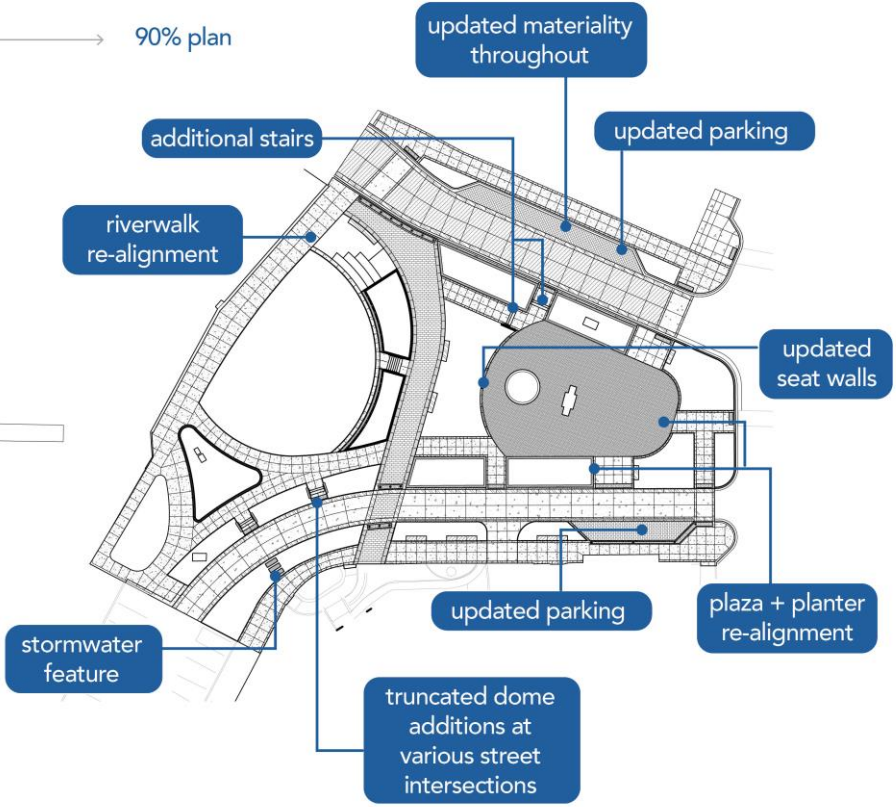 90% plan
updated materiality
throughout
additional stairs
updated parking
riverwalk
re-alignment
updated
seat walls
updated parking
plaza + planter
re-alignment
stormwater
feature
truncated dome
additions at
various street
intersections